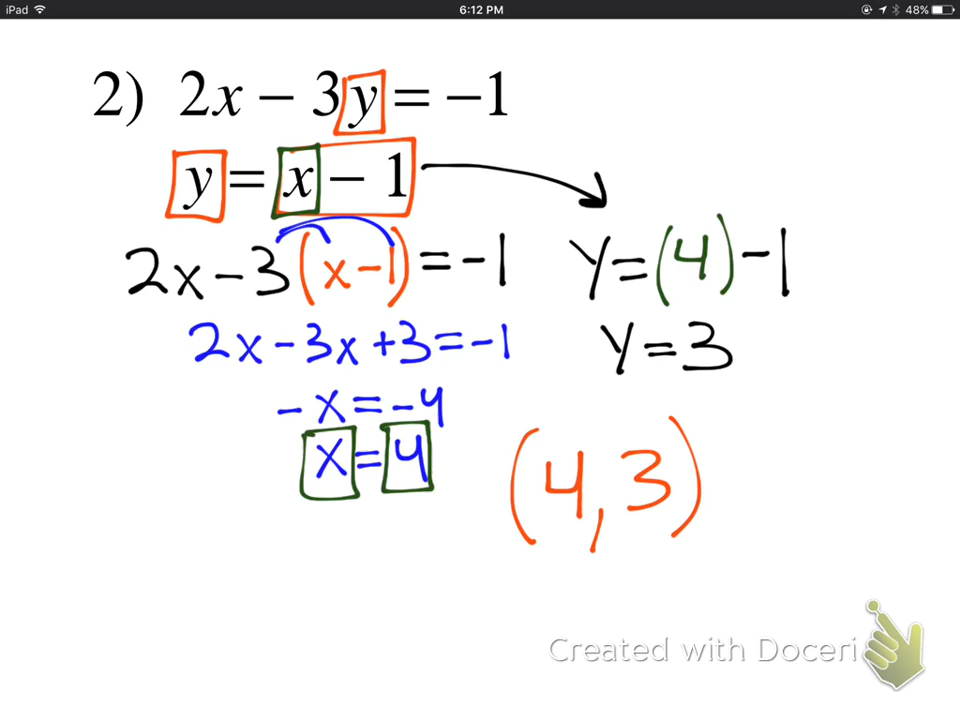 iPad 6:12 PM 48%
2) 2x − 3y = −1
y = x − 1
2x - 3(x - 1) = -1
2x - 3x + 3 = -1
-x = -4
x = 4
y = (4) - 1
y = 3
(4, 3)
Created with Doceri